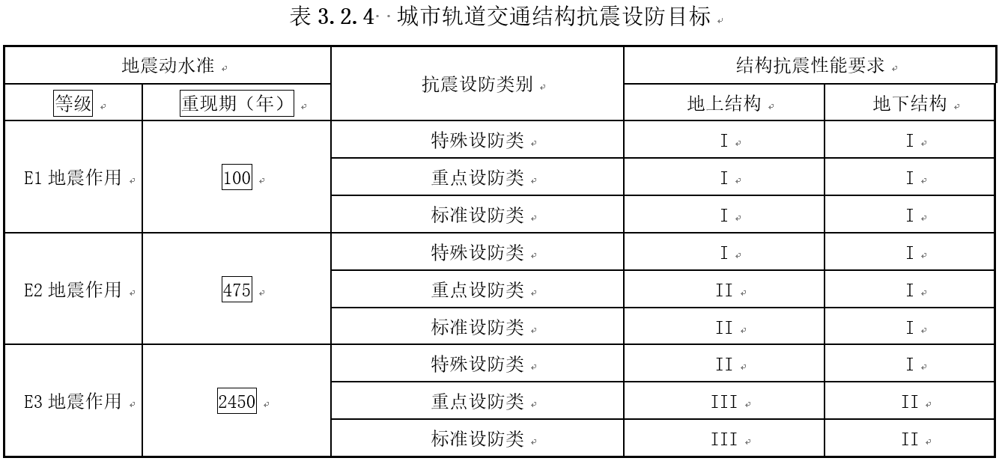 表 3.2.4 城市轨道交通结构抗震设防目标
地震动水准 抗震设防类别 结构抗震性能要求
等级 重现期（年） 地上结构 地下结构
特殊设防类 I I
E1 地震作用 100 重点设防类 I I
标准设防类 I I
特殊设防类 I I
E2 地震作用 475 重点设防类 II I
标准设防类 II I
特殊设防类 II I
E3 地震作用 2450 重点设防类 III II
标准设防类 III II